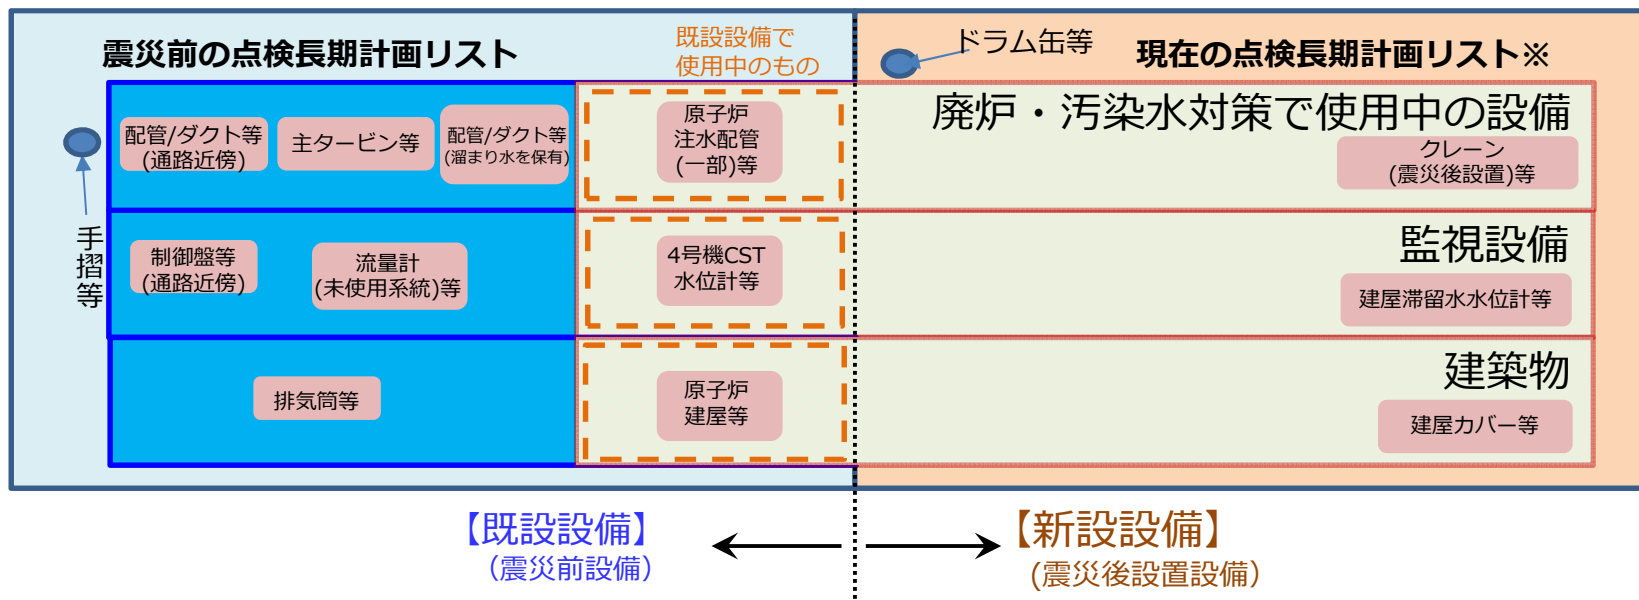 震災前の点検長期計画リスト
既設設備で
使用中のもの
ドラム缶等
現在の点検長期計画リスト※
手摺等
配管/ダクト等
(通路近傍)
主タービン等
配管/ダクト等
(溜まり水を保有)
原子炉
注水配管
(一部)等
廃炉・汚染水対策で使用中の設備
クレーン
(震災後設置)等
制御盤等
(通路近傍)
流量計
(未使用系統)等
4号機CST
水位計等
監視設備
建屋滞留水水位計等
排気筒等
原子炉
建屋等
建築物
建屋カバー等
【既設設備】
（震災前設備）
【新設設備】
(震災後設置設備）